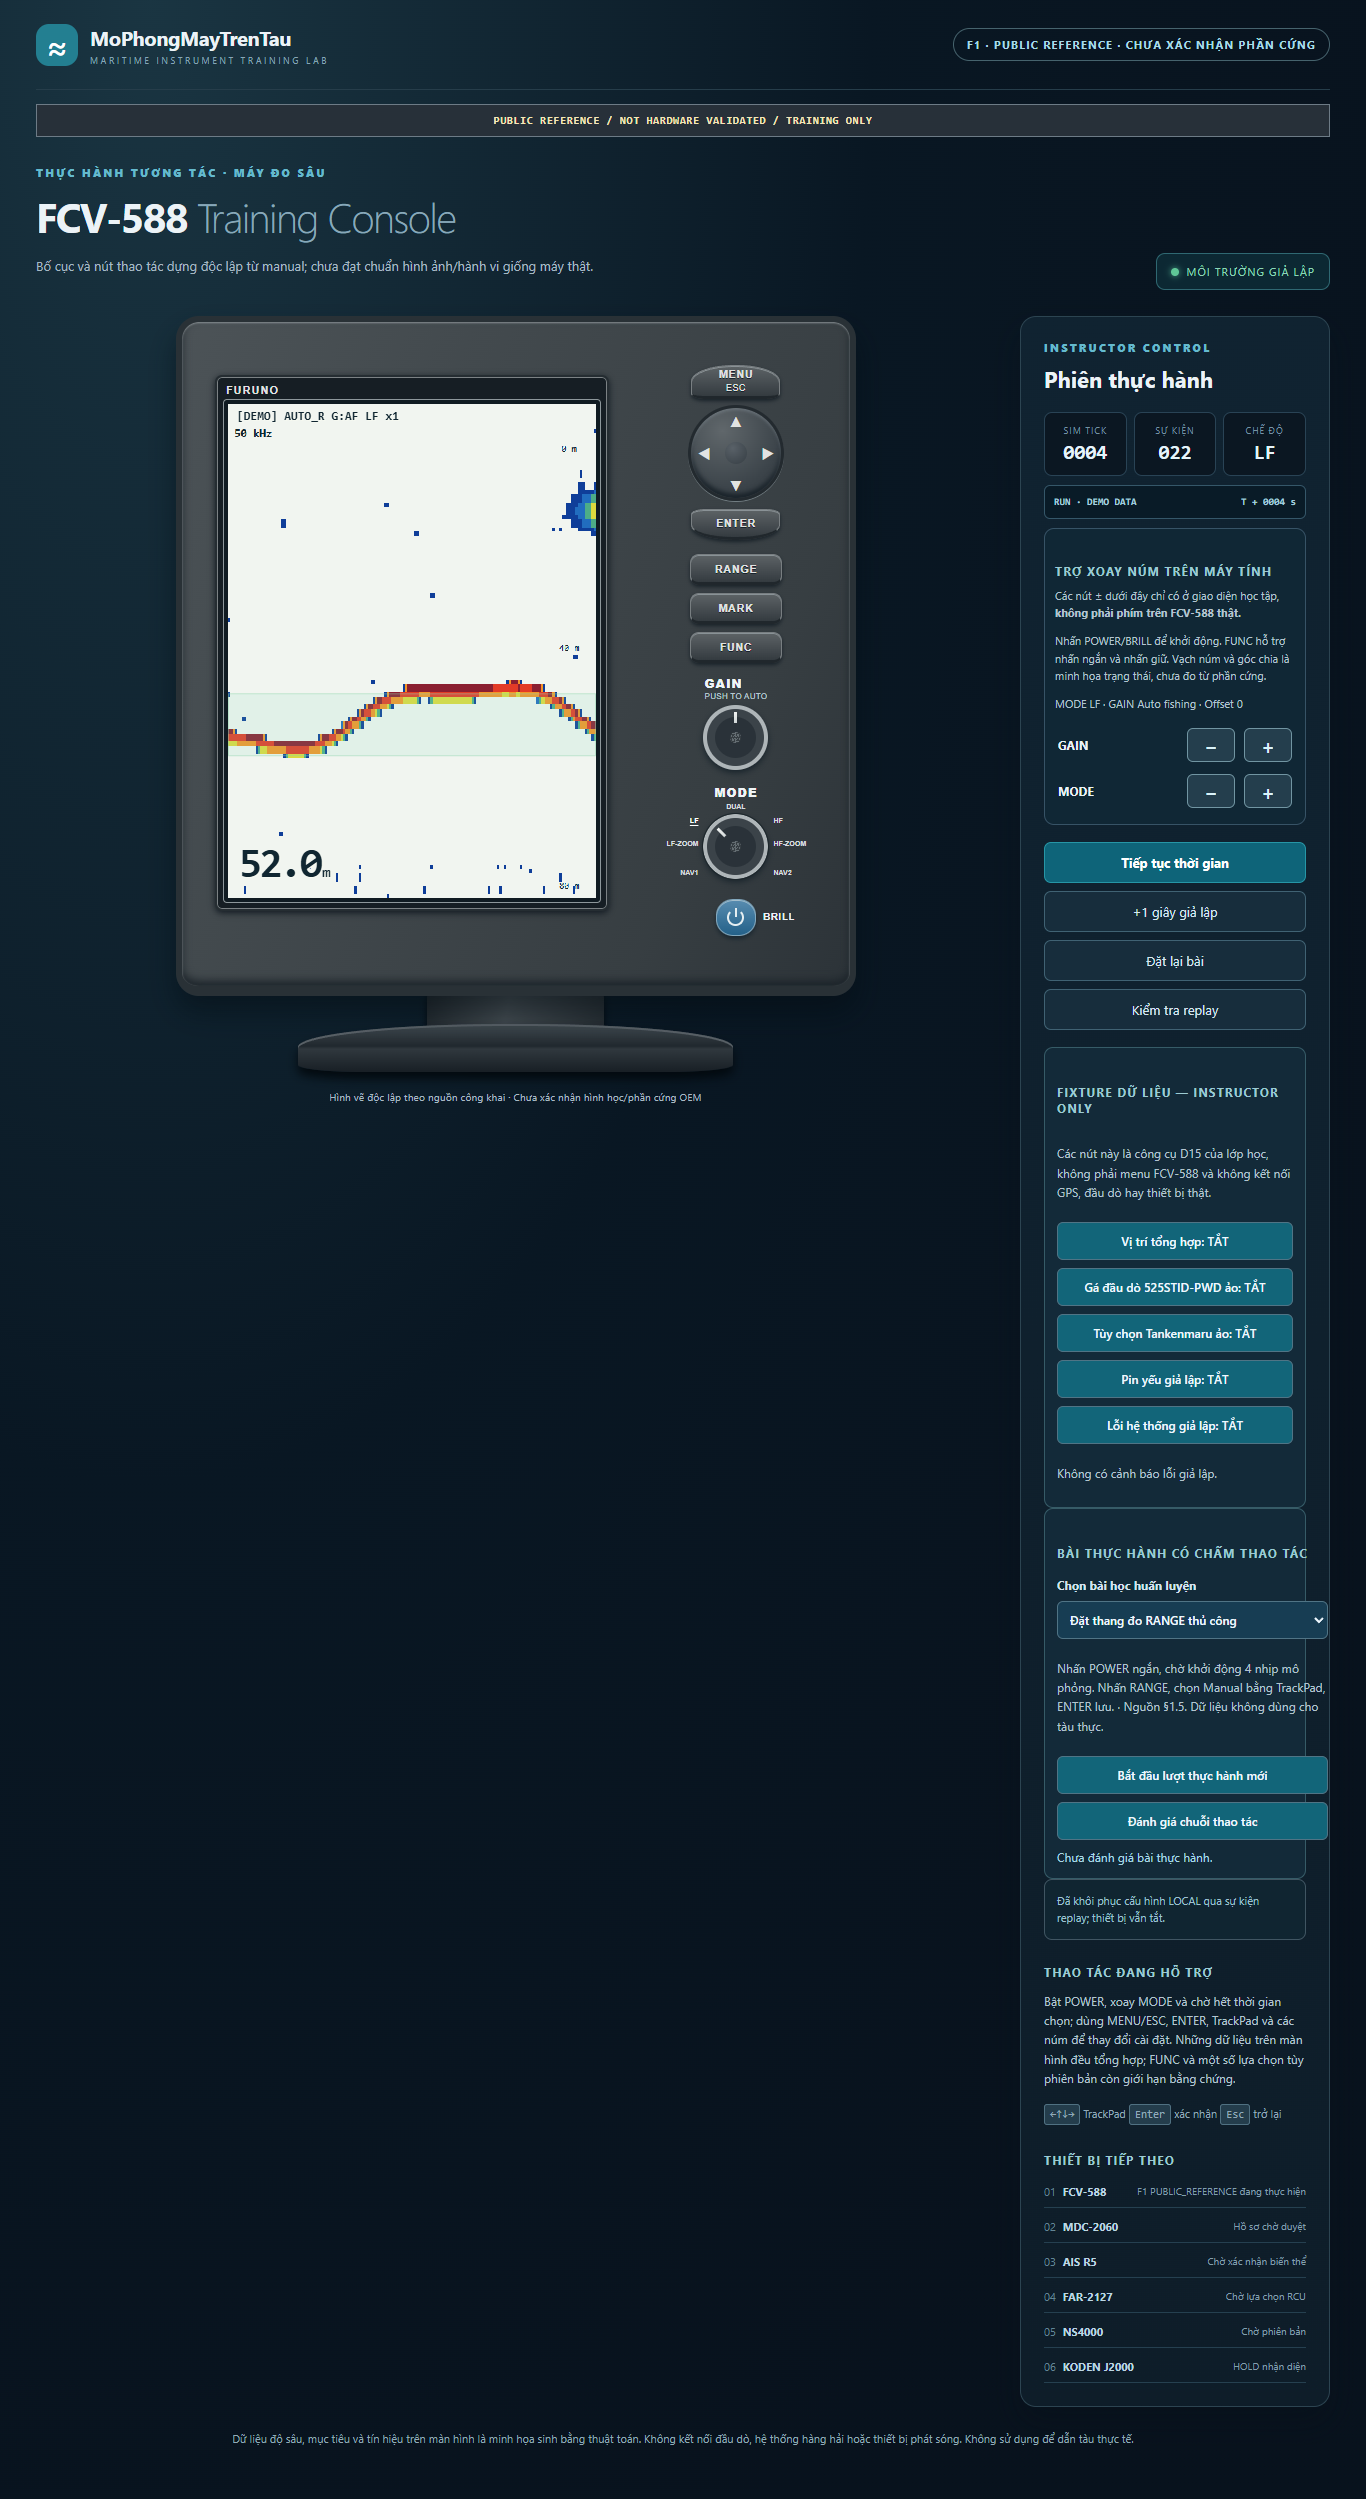 ≈
MoPhongMayTrenTau
MARITIME INSTRUMENT TRAINING LAB
F1 · PUBLIC REFERENCE · CHƯA XÁC NHẬN PHẦN CỨNG
PUBLIC REFERENCE / NOT HARDWARE VALIDATED / TRAINING ONLY
THỰC HÀNH TƯƠNG TÁC · MÁY ĐO SÂU
FCV-588 Training Console
Bố cục và nút thao tác dựng độc lập từ manual; chưa đạt chuẩn hình ảnh/hành vi giống máy thật.
MÔI TRƯỜNG GIẢ LẬP
FURUNO
[DEMO] AUTO_R G:AF LF x1
50 kHz
0 m
40 m
80 m
52.0m
MENU
ESC
ENTER
RANGE
MARK
FUNC
GAIN
PUSH TO AUTO
MODE
DUAL
LF
HF
LF-ZOOM
HF-ZOOM
NAV1
NAV2
BRILL
Hình vẽ độc lập theo nguồn công khai · Chưa xác nhận hình học/phần cứng OEM
INSTRUCTOR CONTROL
Phiên thực hành
SIM TICK
0004
SỰ KIỆN
022
CHẾ ĐỘ
LF
RUN · DEMO DATA
T + 0004 s
TRỢ XOAY NÚM TRÊN MÁY TÍNH
Các nút ± dưới đây chỉ có ở giao diện học tập,
không phải phím trên FCV-588 thật.
Nhấn POWER/BRILL để khởi động. FUNC hỗ trợ
nhấn ngắn và nhấn giữ. Vạch núm và góc chia là
minh họa trạng thái, chưa đo từ phần cứng.
MODE LF · GAIN Auto fishing · Offset 0
GAIN
−
+
MODE
−
+
Tiếp tục thời gian
+1 giây giả lập
Đặt lại bài
Kiểm tra replay
FIXTURE DỮ LIỆU — INSTRUCTOR
ONLY
Các nút này là công cụ D15 của lớp học,
không phải menu FCV-588 và không kết nối
GPS, đầu dò hay thiết bị thật.
Vị trí tổng hợp: TẮT
Gá đầu dò 525STID-PWD ảo: TẮT
Tùy chọn Tankenmaru ảo: TẮT
Pin yếu giả lập: TẮT
Lỗi hệ thống giả lập: TẮT
Không có cảnh báo lỗi giả lập.
BÀI THỰC HÀNH CÓ CHẤM THAO TÁC
Chọn bài học huấn luyện
Đặt thang đo RANGE thủ công
Nhấn POWER ngắn, chờ khởi động 4 nhịp mô
phỏng. Nhấn RANGE, chọn Manual bằng TrackPad,
ENTER lưu. · Nguồn §1.5. Dữ liệu không dùng cho
tàu thực.
Bắt đầu lượt thực hành mới
Đánh giá chuỗi thao tác
Chưa đánh giá bài thực hành.
Đã khôi phục cấu hình LOCAL qua sự kiện
replay; thiết bị vẫn tắt.
THAO TÁC ĐANG HỖ TRỢ
Bật POWER, xoay MODE và chờ hết thời gian
chọn; dùng MENU/ESC, ENTER, TrackPad và các
núm để thay đổi cài đặt. Những dữ liệu trên màn
hình đều tổng hợp; FUNC và một số lựa chọn tùy
phiên bản còn giới hạn bằng chứng.
←↑↓→ TrackPad Enter xác nhận Esc trở lại
THIẾT BỊ TIẾP THEO
01 FCV-588 F1 PUBLIC_REFERENCE đang thực hiện
02 MDC-2060 Hồ sơ chờ duyệt
03 AIS R5 Chờ xác nhận biến thể
04 FAR-2127 Chờ lựa chọn RCU
05 NS4000 Chờ phiên bản
06 KODEN J2000 HOLD nhận diện
Dữ liệu độ sâu, mục tiêu và tín hiệu trên màn hình là minh họa sinh bằng thuật toán. Không kết nối đầu dò, hệ thống hàng hải hoặc thiết bị phát sóng. Không sử dụng để dẫn tàu thực tế.